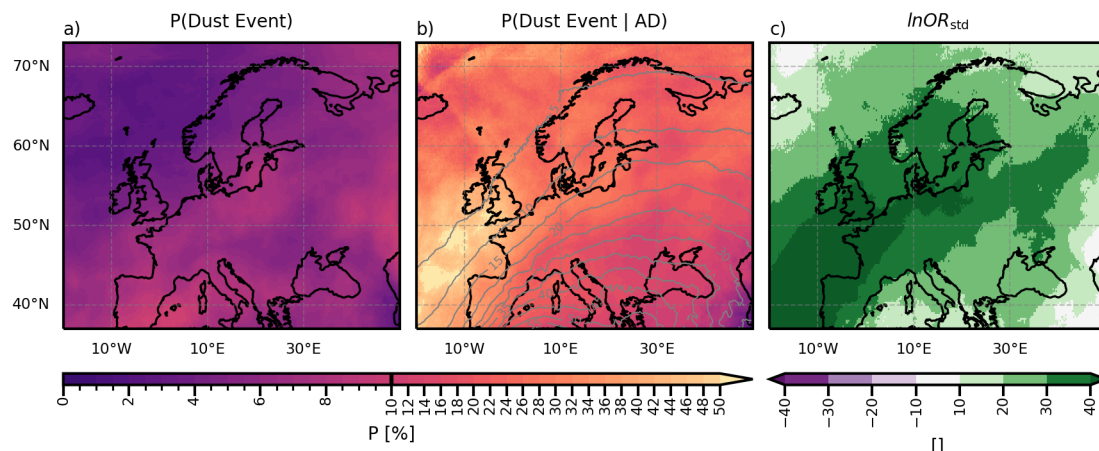 a) P(Dust Event)
b) P(Dust Event | AD)
c) lnOR_std
70°N
60°N
50°N
40°N
10°W 10°E 30°E
10°W 10°E 30°E
10°W 10°E 30°E
15
20
0 2 4 6 8 10 12 14 16 18 20 22 24 26 28 30 32 34 36 38 40 42 44 46 48 50
P [%]
−40 −30 −20 −10 10 20 30 40
[]